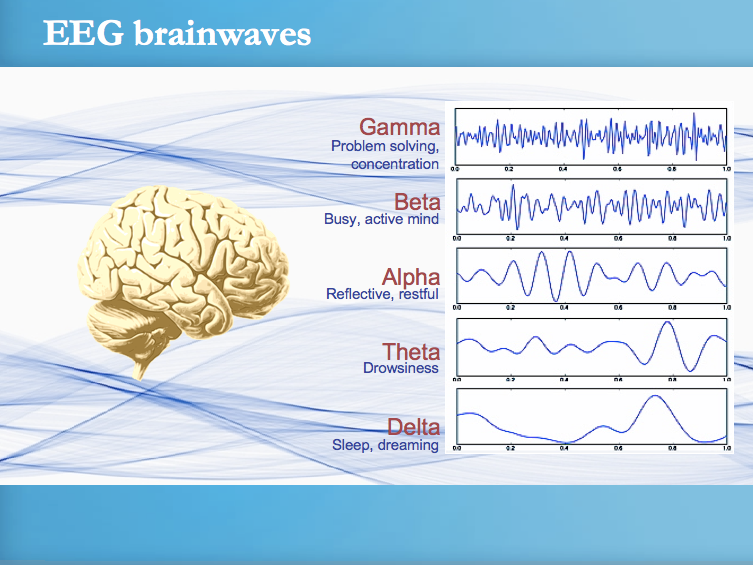 EEG brainwaves
Gamma
Problem solving,
concentration
0.0 0.2 0.4 0.6 0.8 1.0
Beta
Busy, active mind
0.0 0.2 0.4 0.6 0.8 1.0
Alpha
Reflective, restful
0.0 0.2 0.4 0.6 0.8 1.0
Theta
Drowsiness
0.0 0.2 0.4 0.6 0.8 1.0
Delta
Sleep, dreaming
0.0 0.2 0.4 0.6 0.8 1.0